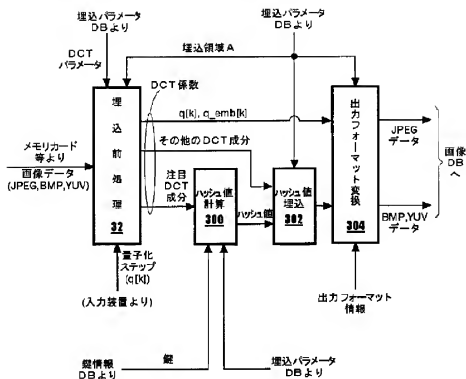 埋込パラメータ
DBより
埋込パラメータ
DBより
DCT
パラメータ
埋込領域A
DCT係数
q[k], q_emb[k]
その他のDCT成分
注目
DCT
成分
埋込前処理
32
メモリカード
等より
画像データ
(JPEG,BMP,YUV)
ハッシュ値
計算
300
ハッシュ値
ハッシュ値
埋込
302
出力フォーマット変換
304
JPEG
データ
画像
DB
へ
BMP,YUV
データ
量子化
ステップ
(q[k])
(入力装置より)
出力フォーマット
情報
鍵情報
DBより
鍵
埋込パラメータ
DBより